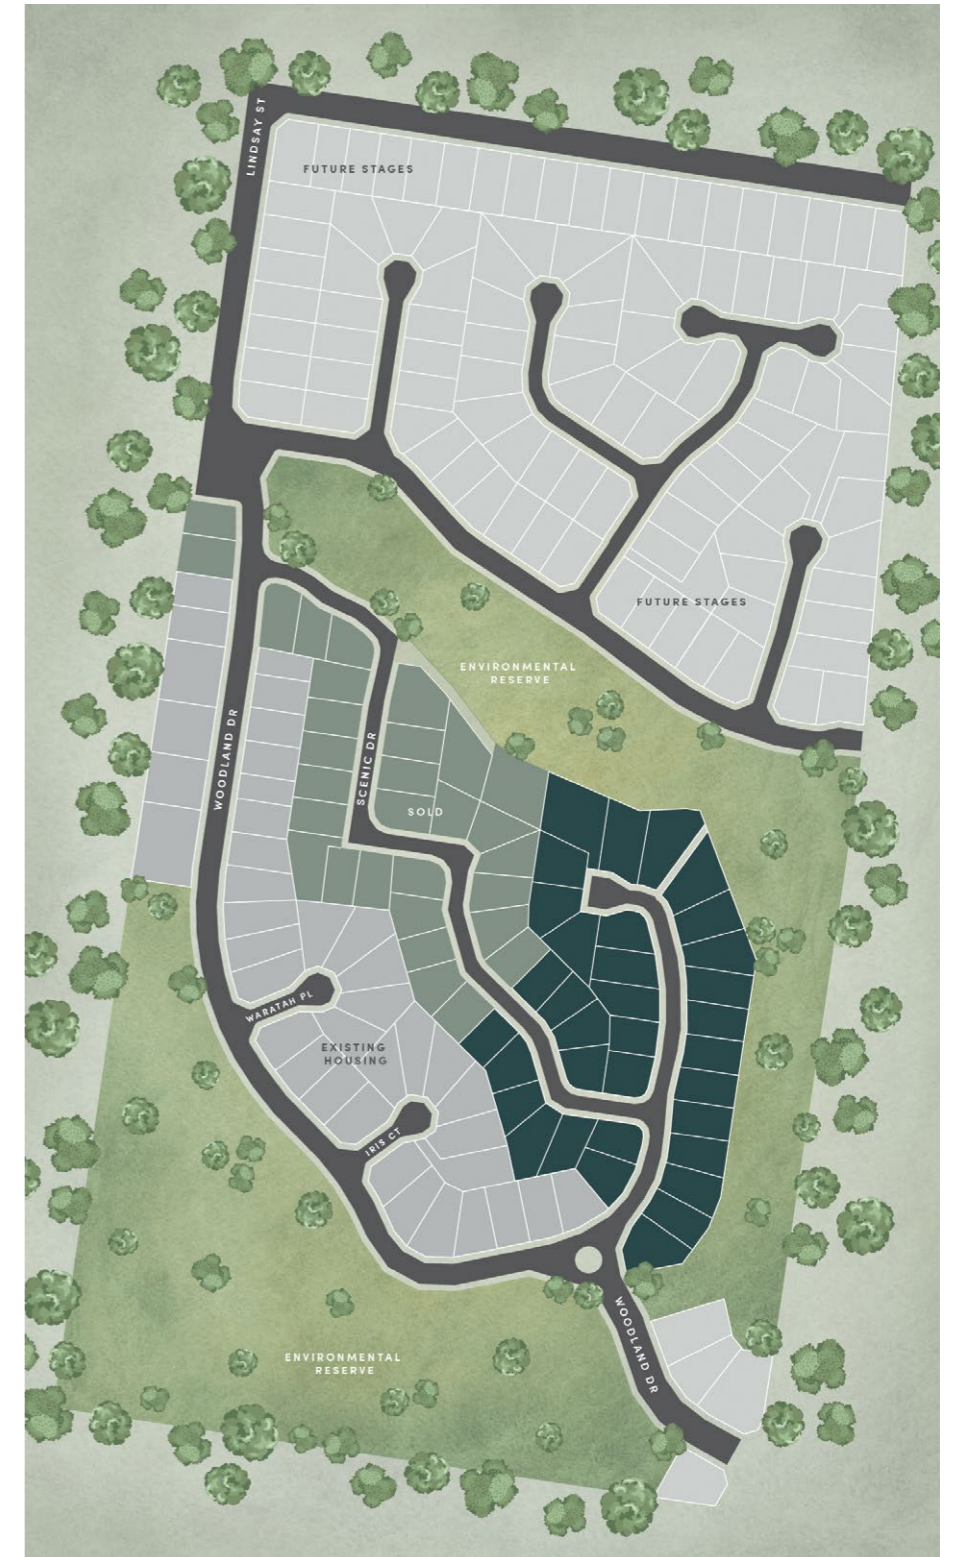 LINDSAY ST
FUTURE STAGES
FUTURE STAGES
ENVIRONMENTAL
RESERVE
WOODLAND DR
SCENIC DR
SOLD
WARATAH PL
EXISTING
HOUSING
IRIS CT
WOODLAND DR
ENVIRONMENTAL
RESERVE